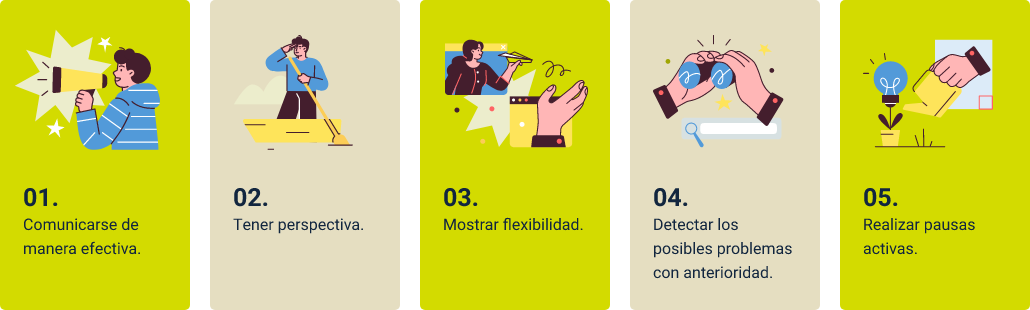 01.
Comunicarse de
manera efectiva.
02.
Tener perspectiva.
03.
Mostrar flexibilidad.
04.
Detectar los
posibles problemas
con anterioridad.
05.
Realizar pausas
activas.